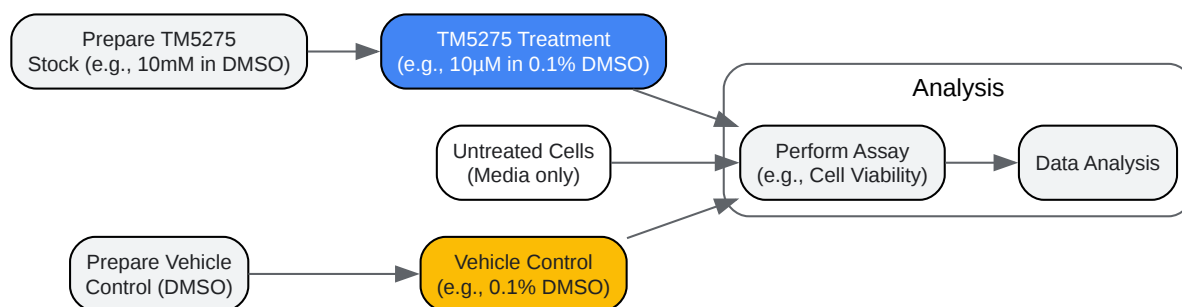 Prepare TM5275
Stock (e.g., 10mM in DMSO)
TM5275 Treatment
(e.g., 10µM in 0.1% DMSO)
Analysis
Untreated Cells
(Media only)
Perform Assay
(e.g., Cell Viability)
Data Analysis
Prepare Vehicle
Control (DMSO)
Vehicle Control
(e.g., 0.1% DMSO)